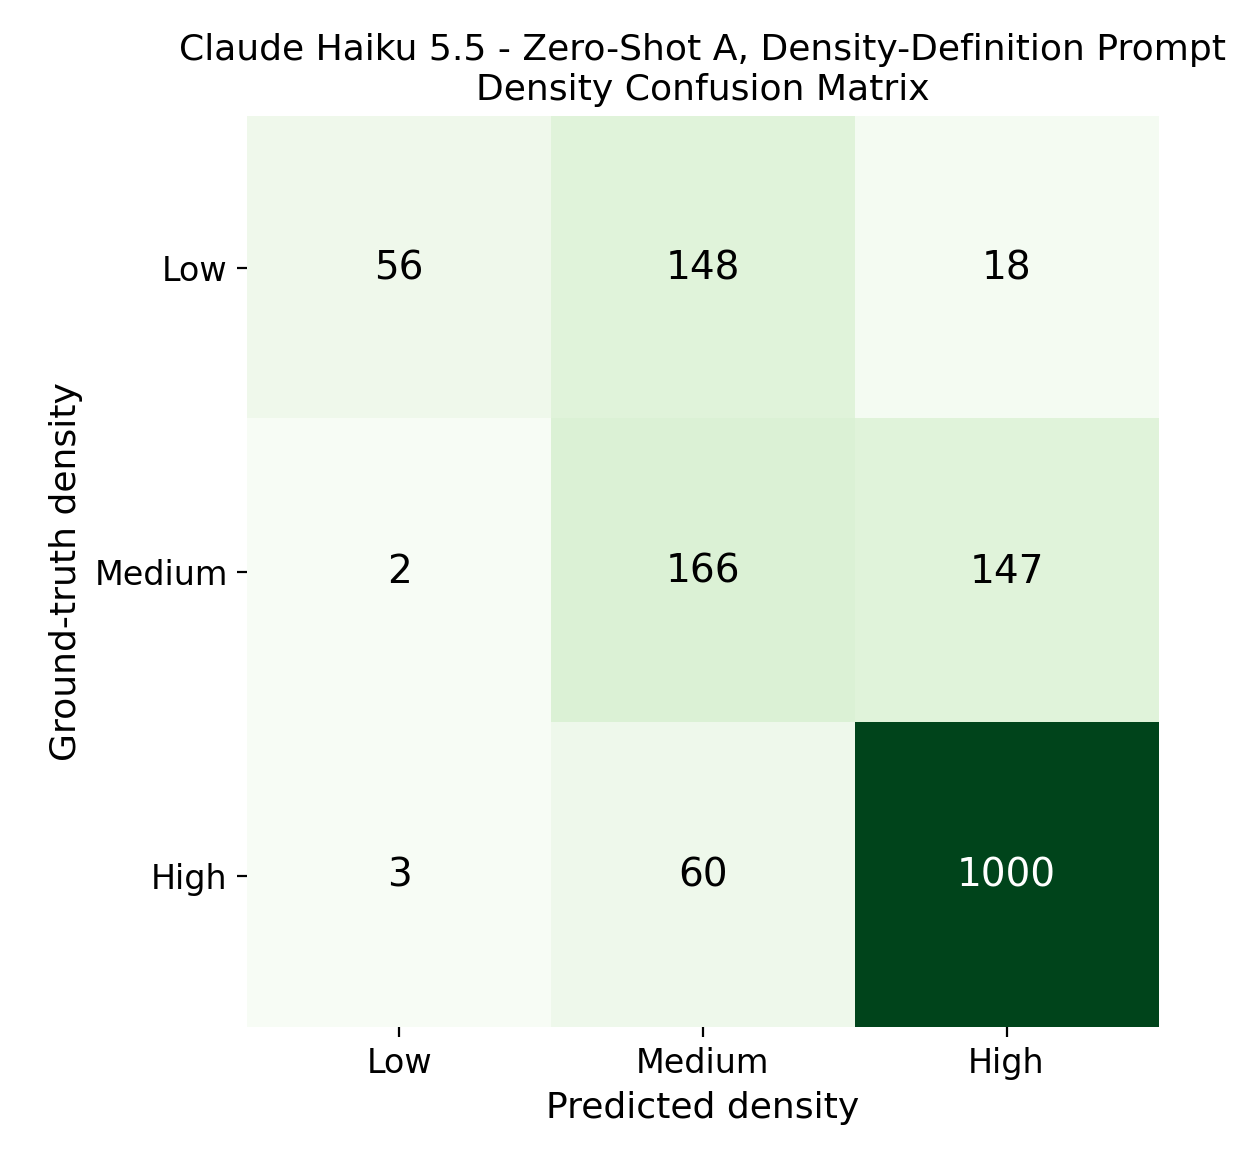 Claude Haiku 5.5 - Zero-Shot A, Density-Definition Prompt
Density Confusion Matrix
Ground-truth density
Low
56
148
18
Medium
2
166
147
High
3
60
1000
Low
Medium
High
Predicted density